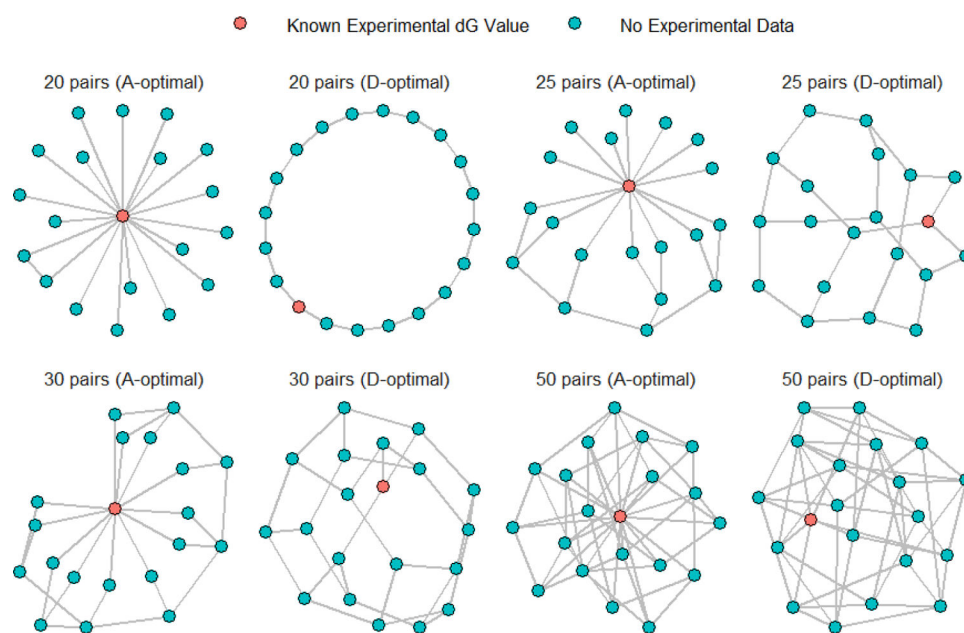 Known Experimental dG Value No Experimental Data
20 pairs (A-optimal) 20 pairs (D-optimal) 25 pairs (A-optimal) 25 pairs (D-optimal)
30 pairs (A-optimal) 30 pairs (D-optimal) 50 pairs (A-optimal) 50 pairs (D-optimal)